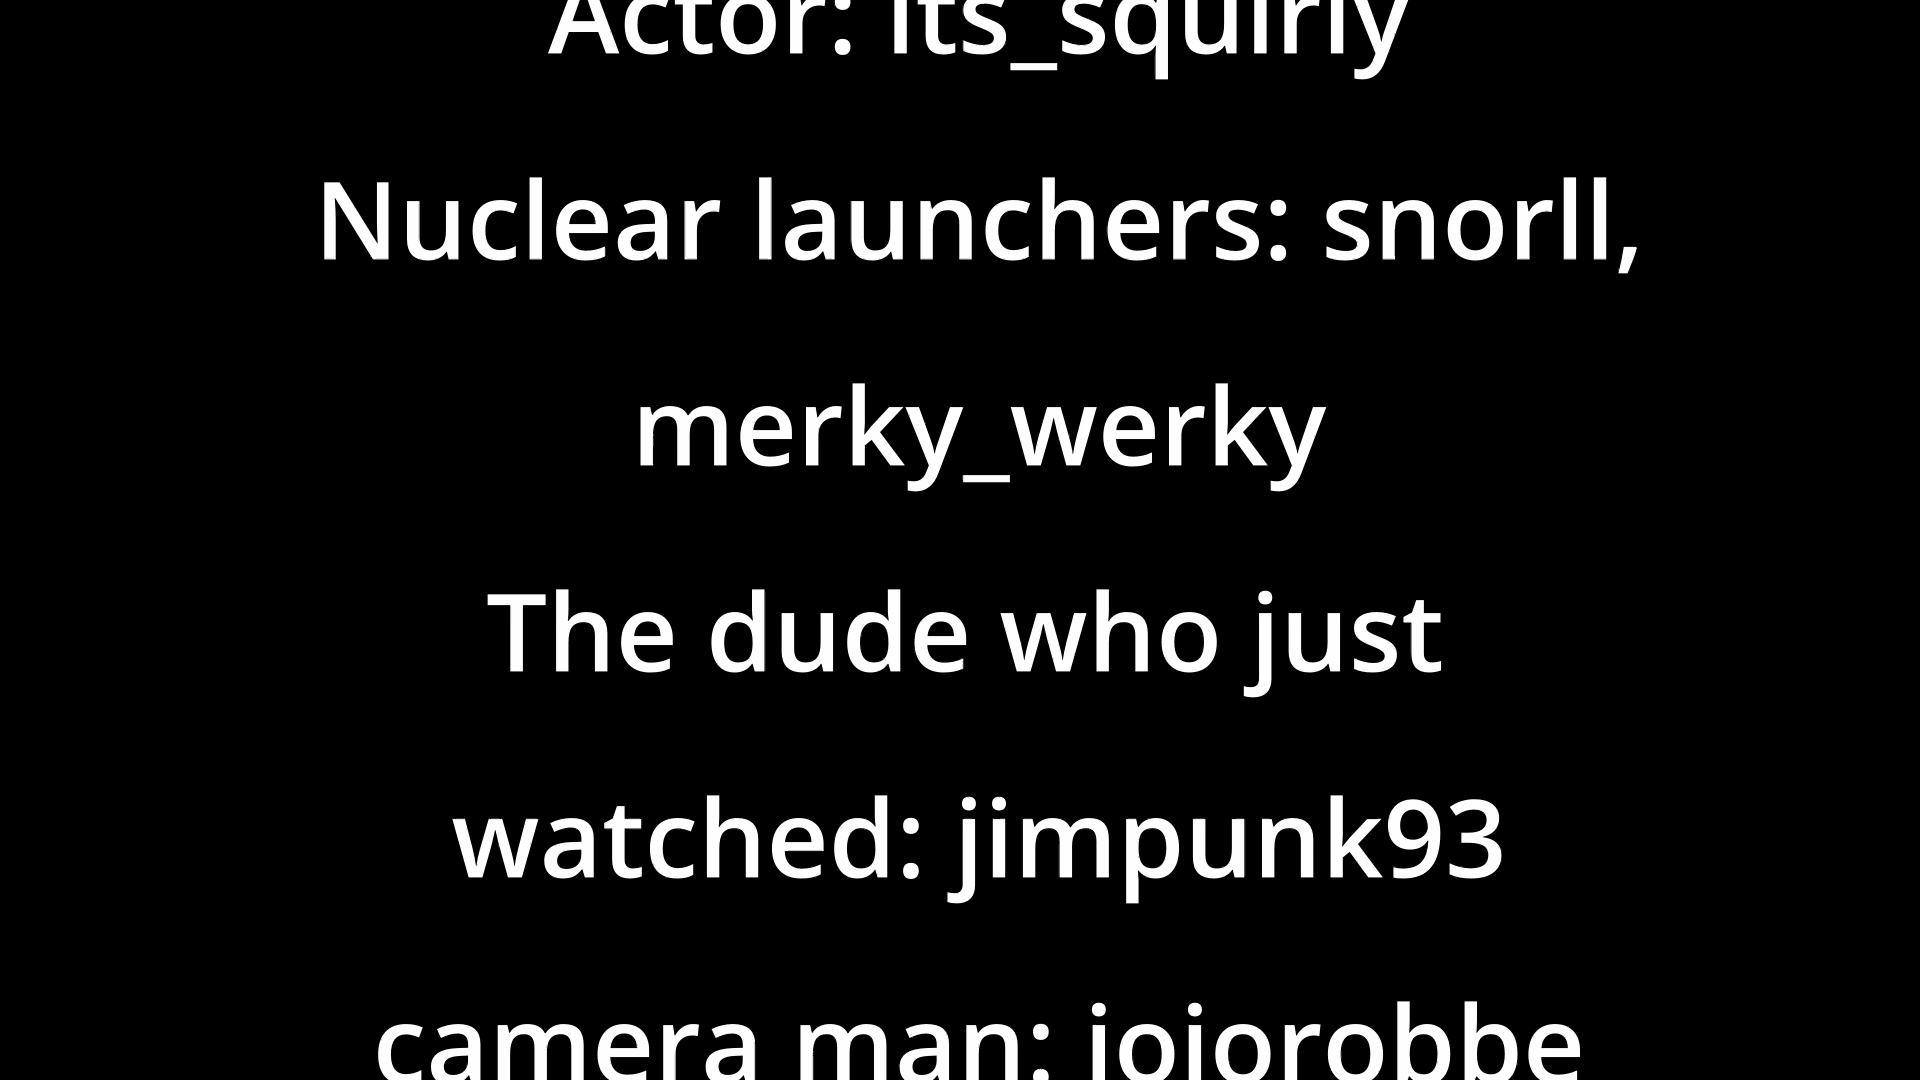 Actor: its_squirly
Nuclear launchers: snorll,
merky_werky
The dude who just
watched: jimpunk93
camera man: jojorobbe